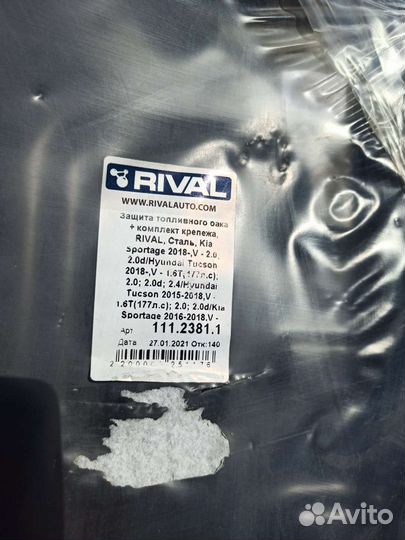 RIVAL
WWW.RIVALAUTO.COM
Защита топливного бака
+ комплект крепежа,
RIVAL, Сталь, Kia
Sportage 2018-,V - 2.0;
2.0d/Hyundai Tucson
2018-,V - 1.6T(177л.с);
2.0; 2.0d; 2.4/Hyundai
Tucson 2015-2018,V -
1.6T(177л.с); 2.0; 2.0d/Kia
Sportage 2016-2018,V -
Арт. 111.2381.1
Дата: 27.01.2021 Отк:140
Avito